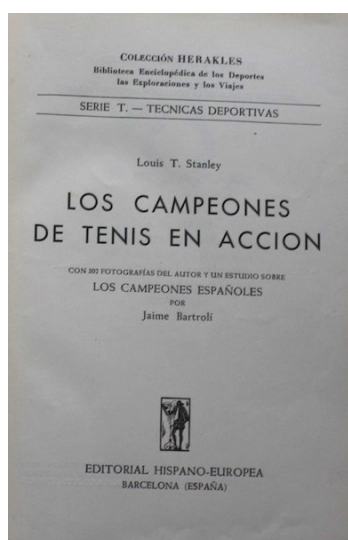 COLECCIÓN HERAKLES
Biblioteca Enciclopédica de los Deportes
las Exploraciones y los Viajes
SERIE T. — TECNICAS DEPORTIVAS
Louis T. Stanley
LOS CAMPEONES
DE TENIS EN ACCION
CON 202 FOTOGRAFÍAS DEL AUTOR Y UN ESTUDIO SOBRE
LOS CAMPEONES ESPAÑOLES
POR
Jaime Bartrolí
EDITORIAL HISPANO-EUROPEA
BARCELONA (ESPAÑA)